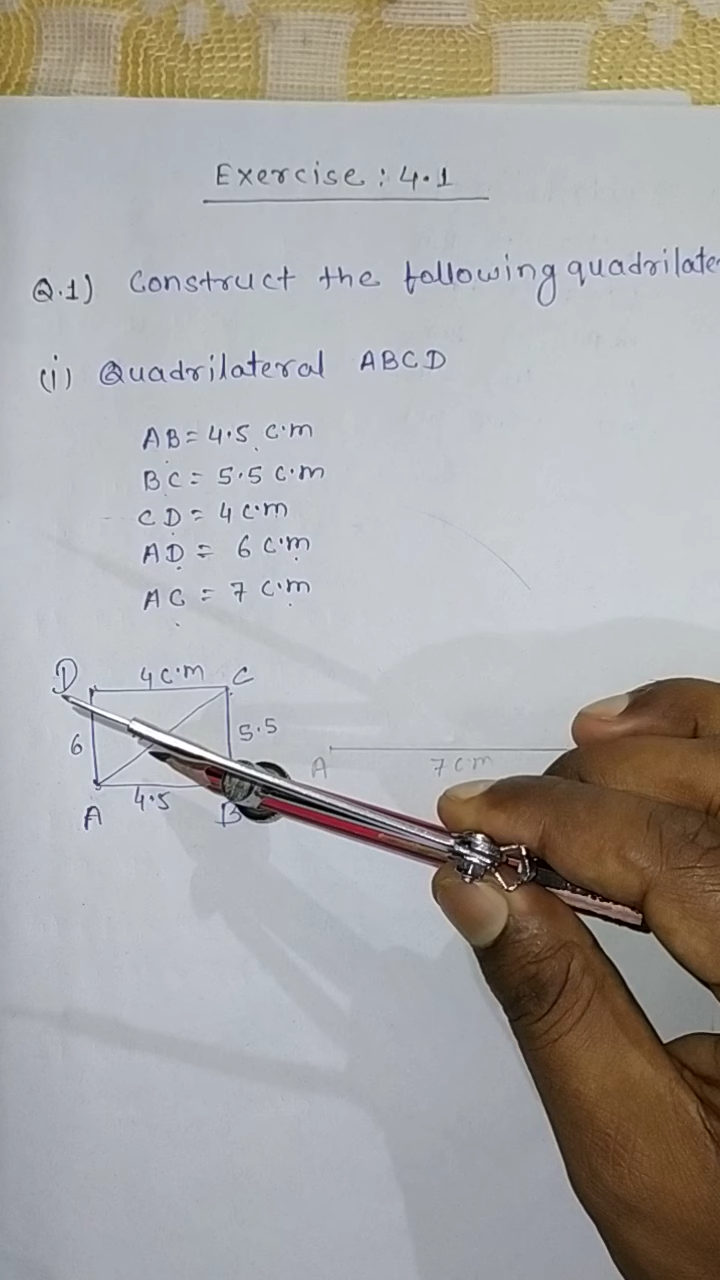 Exercise : 4.1
Q.1) Construct the following quadrilate
(i) Quadrilateral ABCD
AB = 4.5 c.m
BC = 5.5 c.m
CD = 4 c.m
AD = 6 c.m
AC = 7 c.m
D 4 c.m C
6 5.5
A 4.5 B
A 7 cm